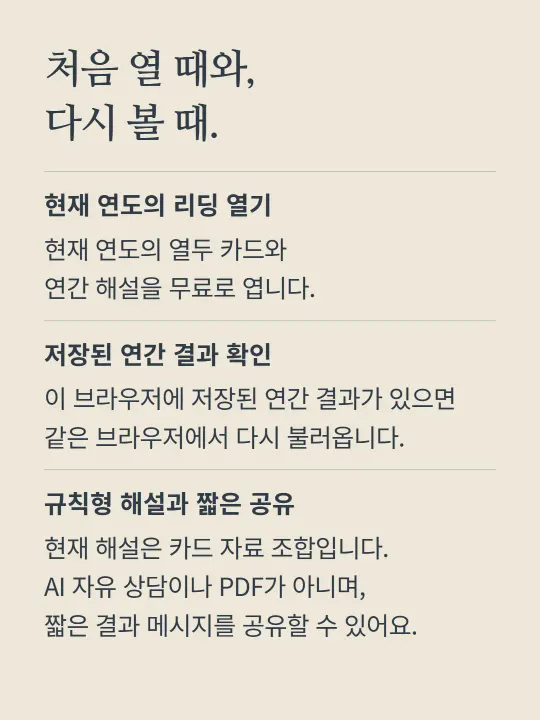 처음 열 때와,
다시 볼 때.
현재 연도의 리딩 열기
현재 연도의 열두 카드와
연간 해설을 무료로 엽니다.
저장된 연간 결과 확인
이 브라우저에 저장된 연간 결과가 있으면
같은 브라우저에서 다시 불러옵니다.
규칙형 해설과 짧은 공유
현재 해설은 카드 자료 조합입니다.
AI 자유 상담이나 PDF가 아니며,
짧은 결과 메시지를 공유할 수 있어요.